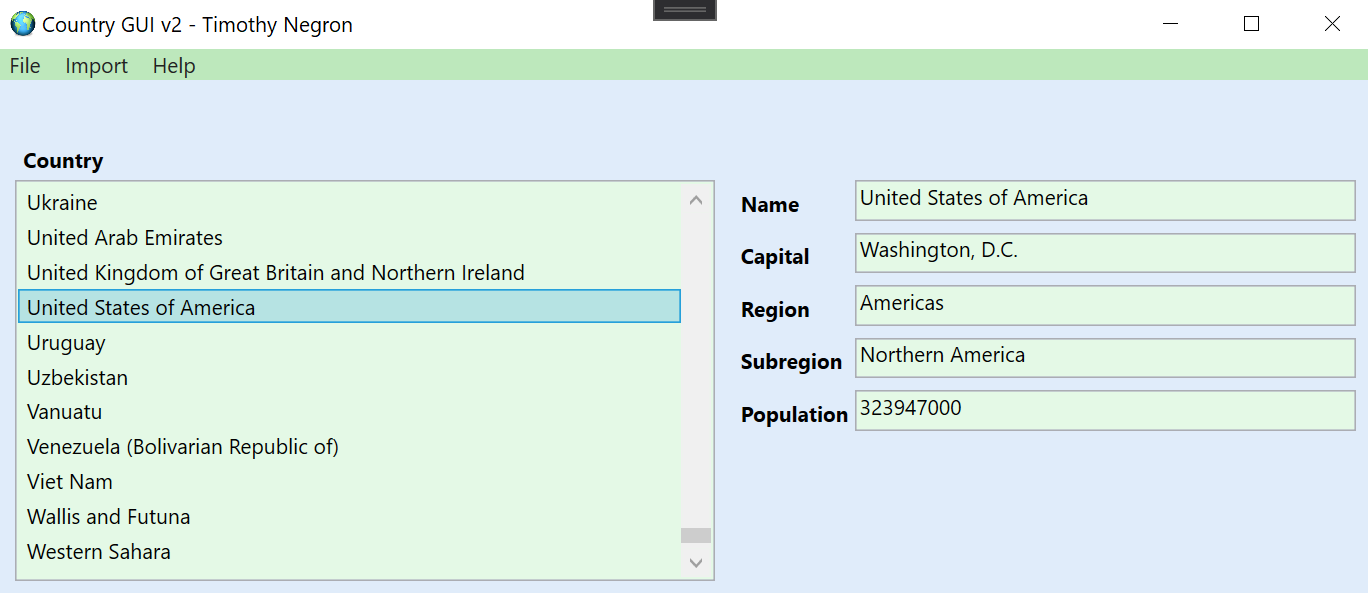 Country GUI v2 - Timothy Negron
File Import Help
Country
Ukraine
United Arab Emirates
United Kingdom of Great Britain and Northern Ireland
United States of America
Uruguay
Uzbekistan
Vanuatu
Venezuela (Bolivarian Republic of)
Viet Nam
Wallis and Futuna
Western Sahara
Name United States of America
Capital Washington, D.C.
Region Americas
Subregion Northern America
Population 323947000